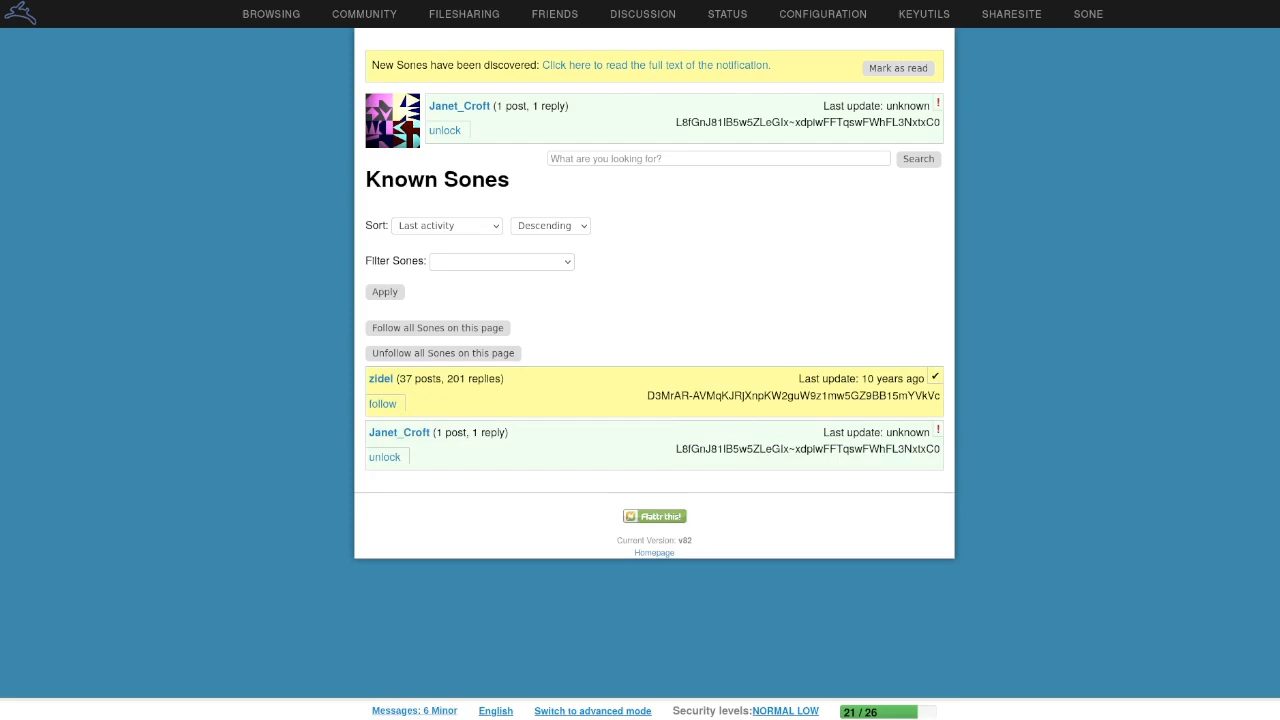 BROWSING COMMUNITY FILESHARING FRIENDS DISCUSSION STATUS CONFIGURATION KEYUTILS SHARESITE SONE
New Sones have been discovered: Click here to read the full text of the notification. Mark as read
Janet_Croft (1 post, 1 reply) Last update: unknown !
L8fGnJ81lB5w5ZLeGIx~xdpiwFFTqswFWhFL3NxtxC0
unlock
What are you looking for? Search
Known Sones
Sort: Last activity Descending
Filter Sones:
Apply
Follow all Sones on this page
Unfollow all Sones on this page
zidel (37 posts, 201 replies) Last update: 10 years ago ✔
D3MrAR-AVMqKJRjXnpKW2guW9z1mw5GZ9BB15mYVkVc
follow
Janet_Croft (1 post, 1 reply) Last update: unknown !
L8fGnJ81lB5w5ZLeGIx~xdpiwFFTqswFWhFL3NxtxC0
unlock
Flattr this!
Current Version: v82
Homepage
Messages: 6 Minor English Switch to advanced mode Security levels: NORMAL LOW 21 / 26